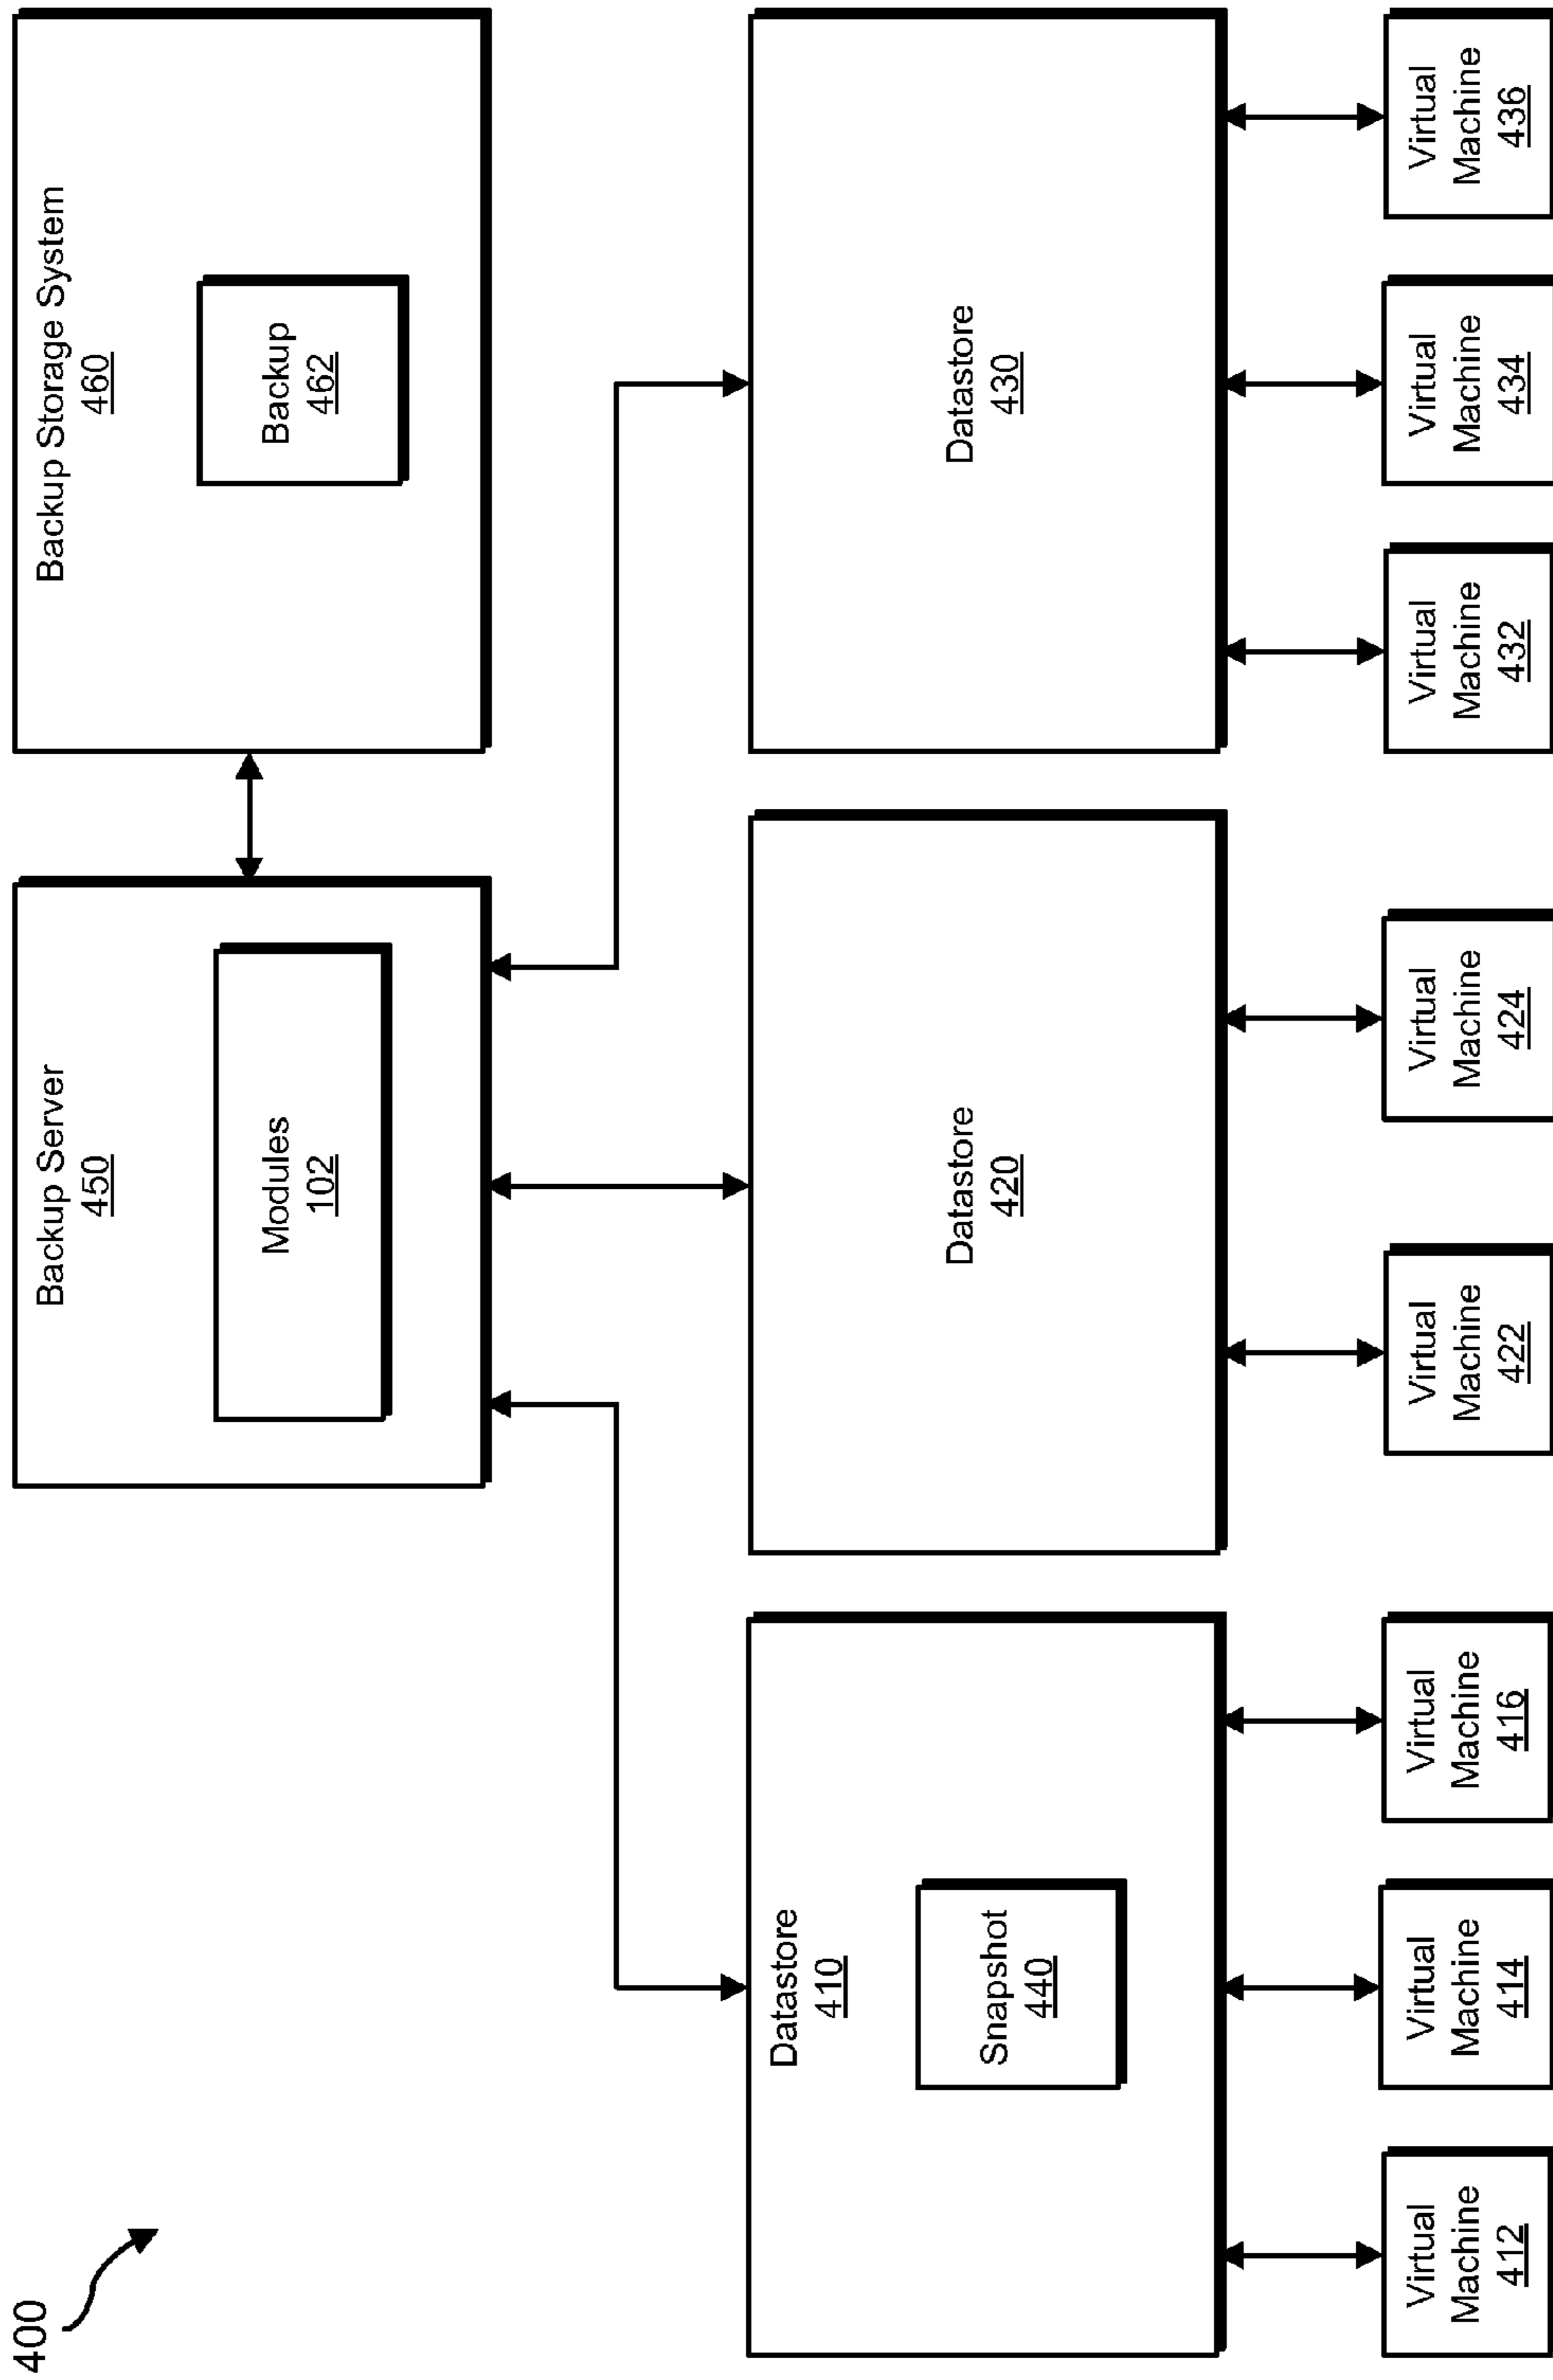 400
Backup Server
450
Modules
102
Backup Storage System
460
Backup
462
Datastore
410
Snapshot
440
Datastore
420
Datastore
430
Virtual
Machine
412
Virtual
Machine
414
Virtual
Machine
416
Virtual
Machine
422
Virtual
Machine
424
Virtual
Machine
432
Virtual
Machine
434
Virtual
Machine
436